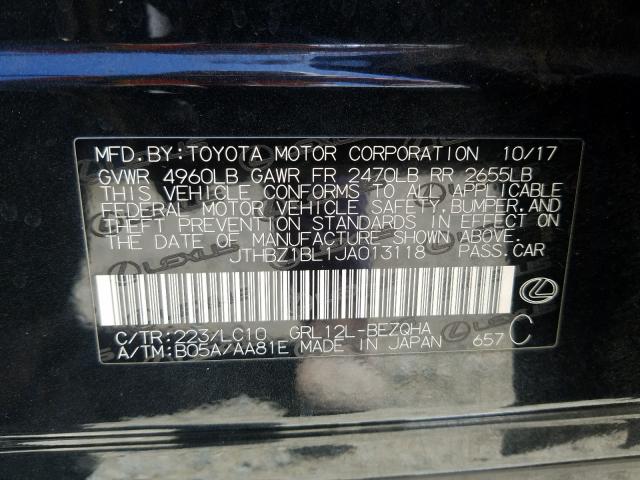 MFD.BY:TOYOTA MOTOR CORPORATION 10/17
GVWR 4960LB GAWR FR 2470LB RR 2655LB
THIS VEHICLE CONFORMS TO ALL APPLICABLE
FEDERAL MOTOR VEHICLE SAFETY,BUMPER,AND
THEFT PREVENTION STANDARDS IN EFFECT ON
THE DATE OF MANUFACTURE SHOWN ABOVE.
JTHBZ1BL1JA013118 PASS.CAR
C/TR:223/LC10 GRL12L-BEZQHA C
A/TM:B05A/AA81E MADE IN JAPAN 657
LEXUS